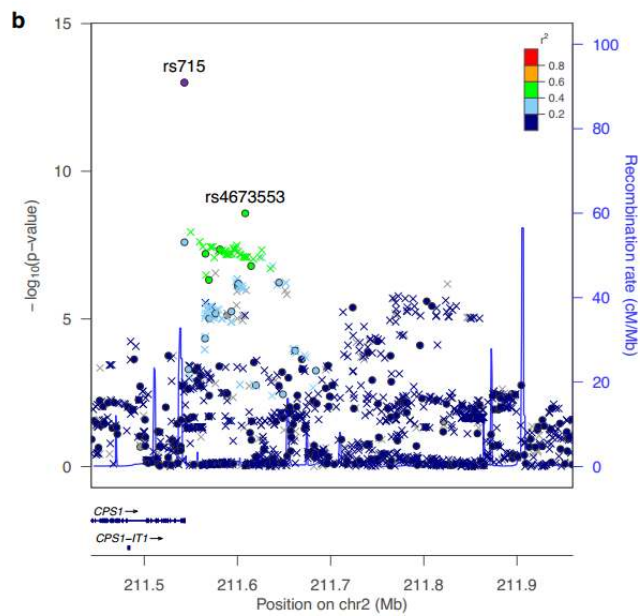 b
15
10
5
0
− log10(p−value)
rs715
rs4673553
r2
0.8
0.6
0.4
0.2
100
80
60
40
20
0
Recombination rate (cM/Mb)
CPS1→
CPS1−IT1→
211.5 211.6 211.7 211.8 211.9
Position on chr2 (Mb)